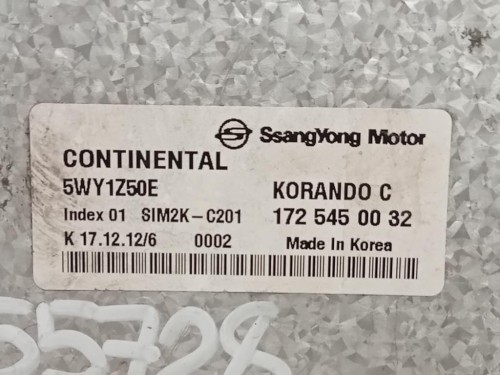 SsangYong Motor
CONTINENTAL
5WY1Z50E KORANDO C
Index 01 SIM2K-C201 172 545 00 32
K 17.12.12/6 0002 Made In Korea
55728